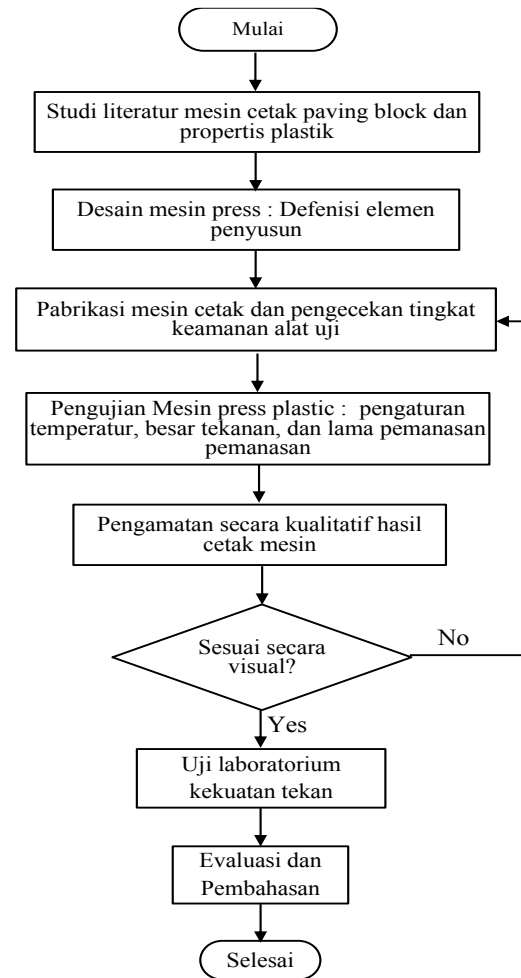 Mulai
Studi literatur mesin cetak paving block dan
propertis plastik
Desain mesin press : Defenisi elemen
penyusun
Pabrikasi mesin cetak dan pengecekan tingkat
keamanan alat uji
Pengujian Mesin press plastic :  pengaturan
temperatur, besar tekanan, dan lama pemanasan
pemanasan
Pengamatan secara kualitatif hasil
cetak mesin
Sesuai secara
visual?
No
Yes
Uji laboratorium
kekuatan tekan
Evaluasi dan
Pembahasan
Selesai